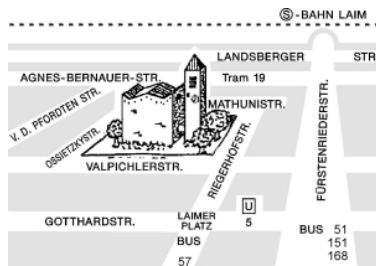 Ⓢ-BAHN LAIM
LANDSBERGER STR
AGNES-BERNAUER-STR. Tram 19
MATHUNISTR.
V. D. PFORDTEN STR.
OSSIETZKYSTR.
VALPICHLERSTR.
RIEGERHOFSTR.
FÜRSTENRIEDERSTR.
GOTTHARDSTR.
LAIMER
PLATZ
U
5
BUS
57
BUS 51
151
168